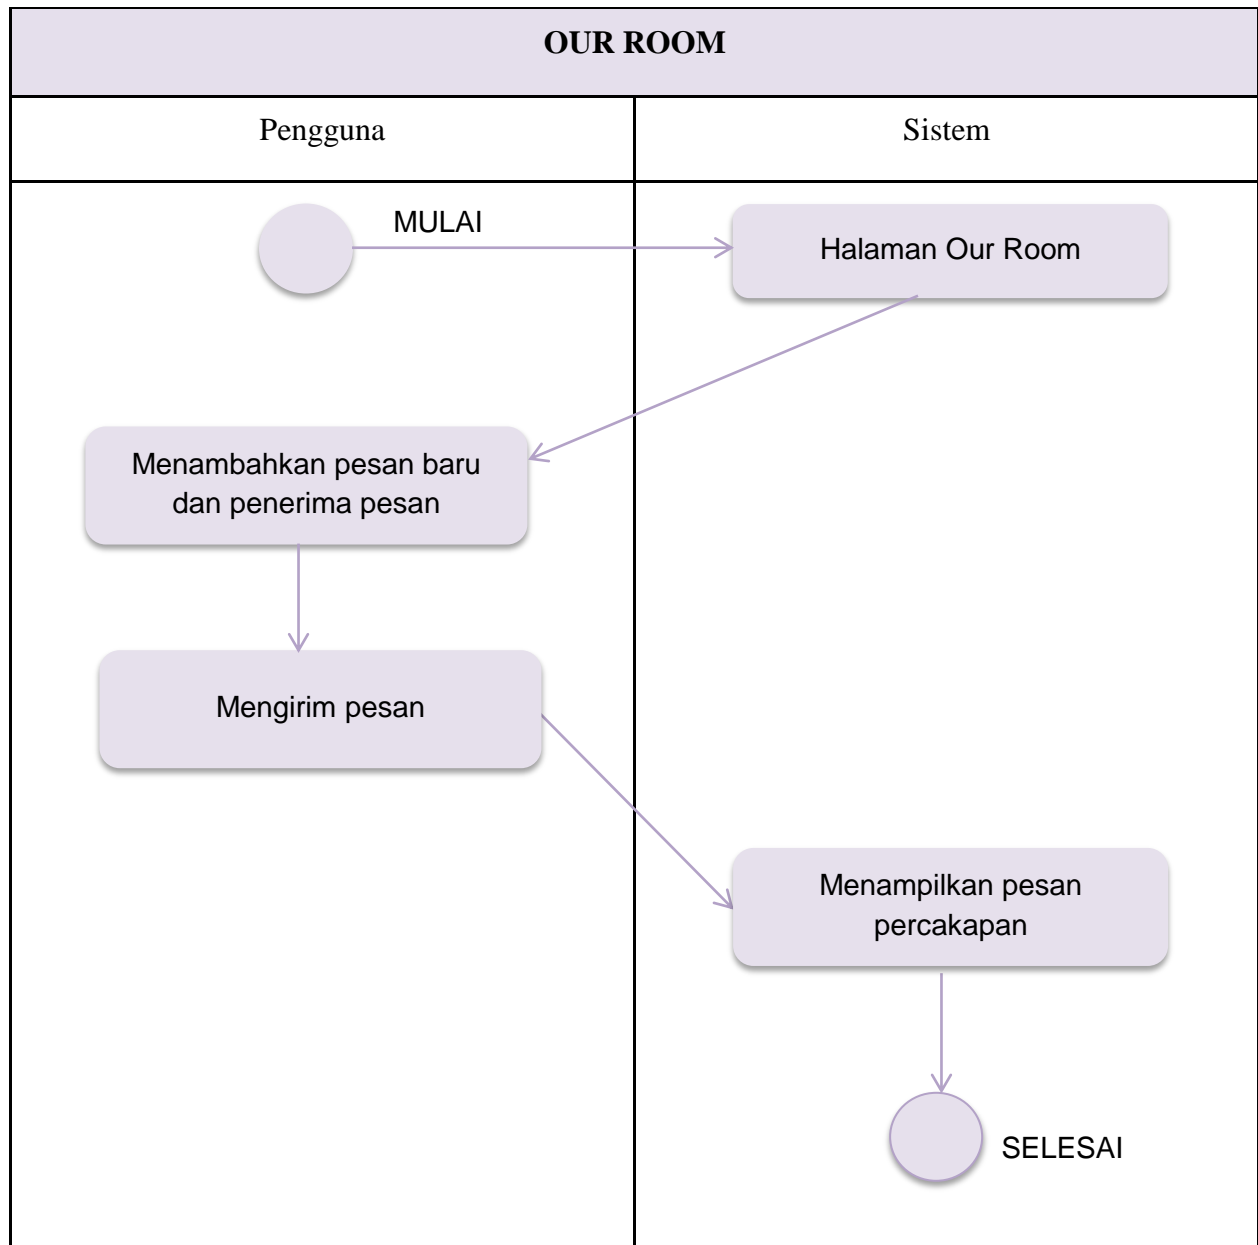 OUR ROOM
Pengguna
Sistem
MULAI
Halaman Our Room
Menambahkan pesan baru
dan penerima pesan
Mengirim pesan
Menampilkan pesan
percakapan
SELESAI